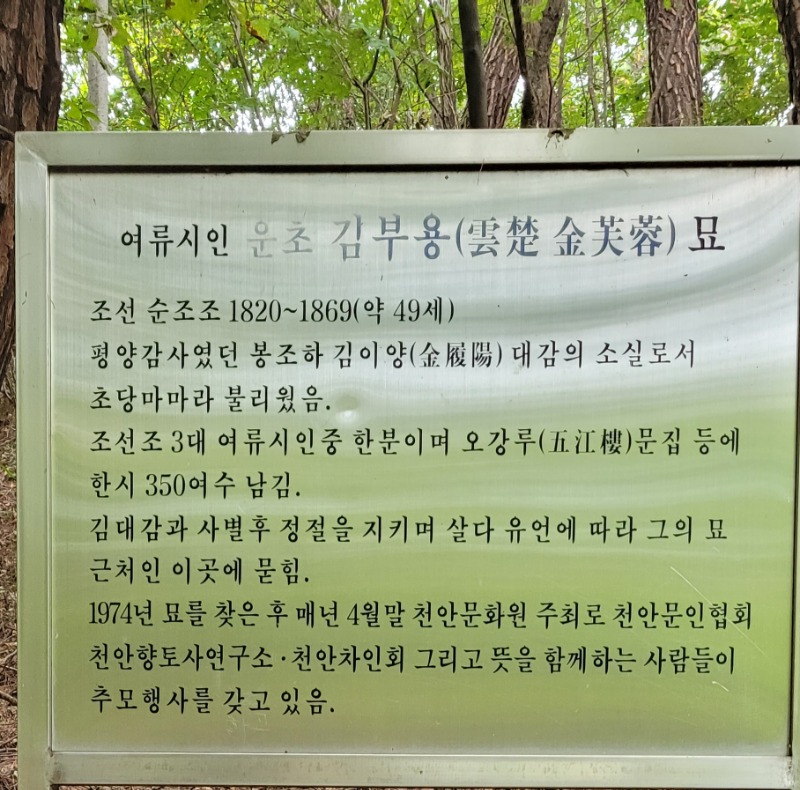 여류시인 운초 김부용(雲楚 金芙蓉) 묘
조선 순조조 1820~1869(약 49세)
평양감사였던 봉조하 김이양(金履陽) 대감의 소실로서
초당마마라 불리웠음.
조선조 3대 여류시인중 한분이며 오강루(五江樓)문집 등에
한시 350여수 남김.
김대감과 사별후 정절을 지키며 살다 유언에 따라 그의 묘
근처인 이곳에 묻힘.
1974년 묘를 찾은 후 매년 4월말 천안문화원 주최로 천안문인협회
천안향토사연구소·천안차인회 그리고 뜻을 함께하는 사람들이
추모행사를 갖고 있음.